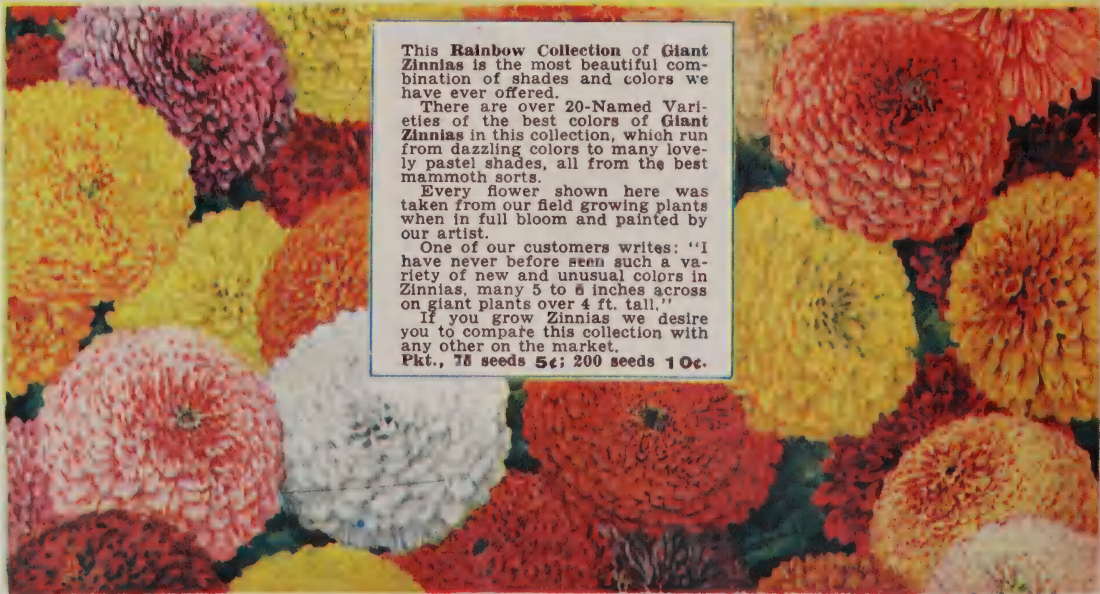 This Rainbow Collection of Giant
Zinnias is the most beautiful com-
bination of shades and colors we
have ever offered.
There are over 20-Named Vari-
eties of the best colors of Giant
Zinnias in this collection, which run
from dazzling colors to many love-
ly pastel shades, all from the best
mammoth sorts.
Every flower shown here was
taken from our field growing plants
when in full bloom and painted by
our artist.
One of our customers writes: "I
have never before seen such a va-
riety of new and unusual colors in
Zinnias, many 5 to 6 inches across
on giant plants over 4 ft. tall."
If you grow Zinnias we desire
you to compare this collection with
any other on the market.
Pkt., 75 seeds 5¢; 200 seeds 10¢.